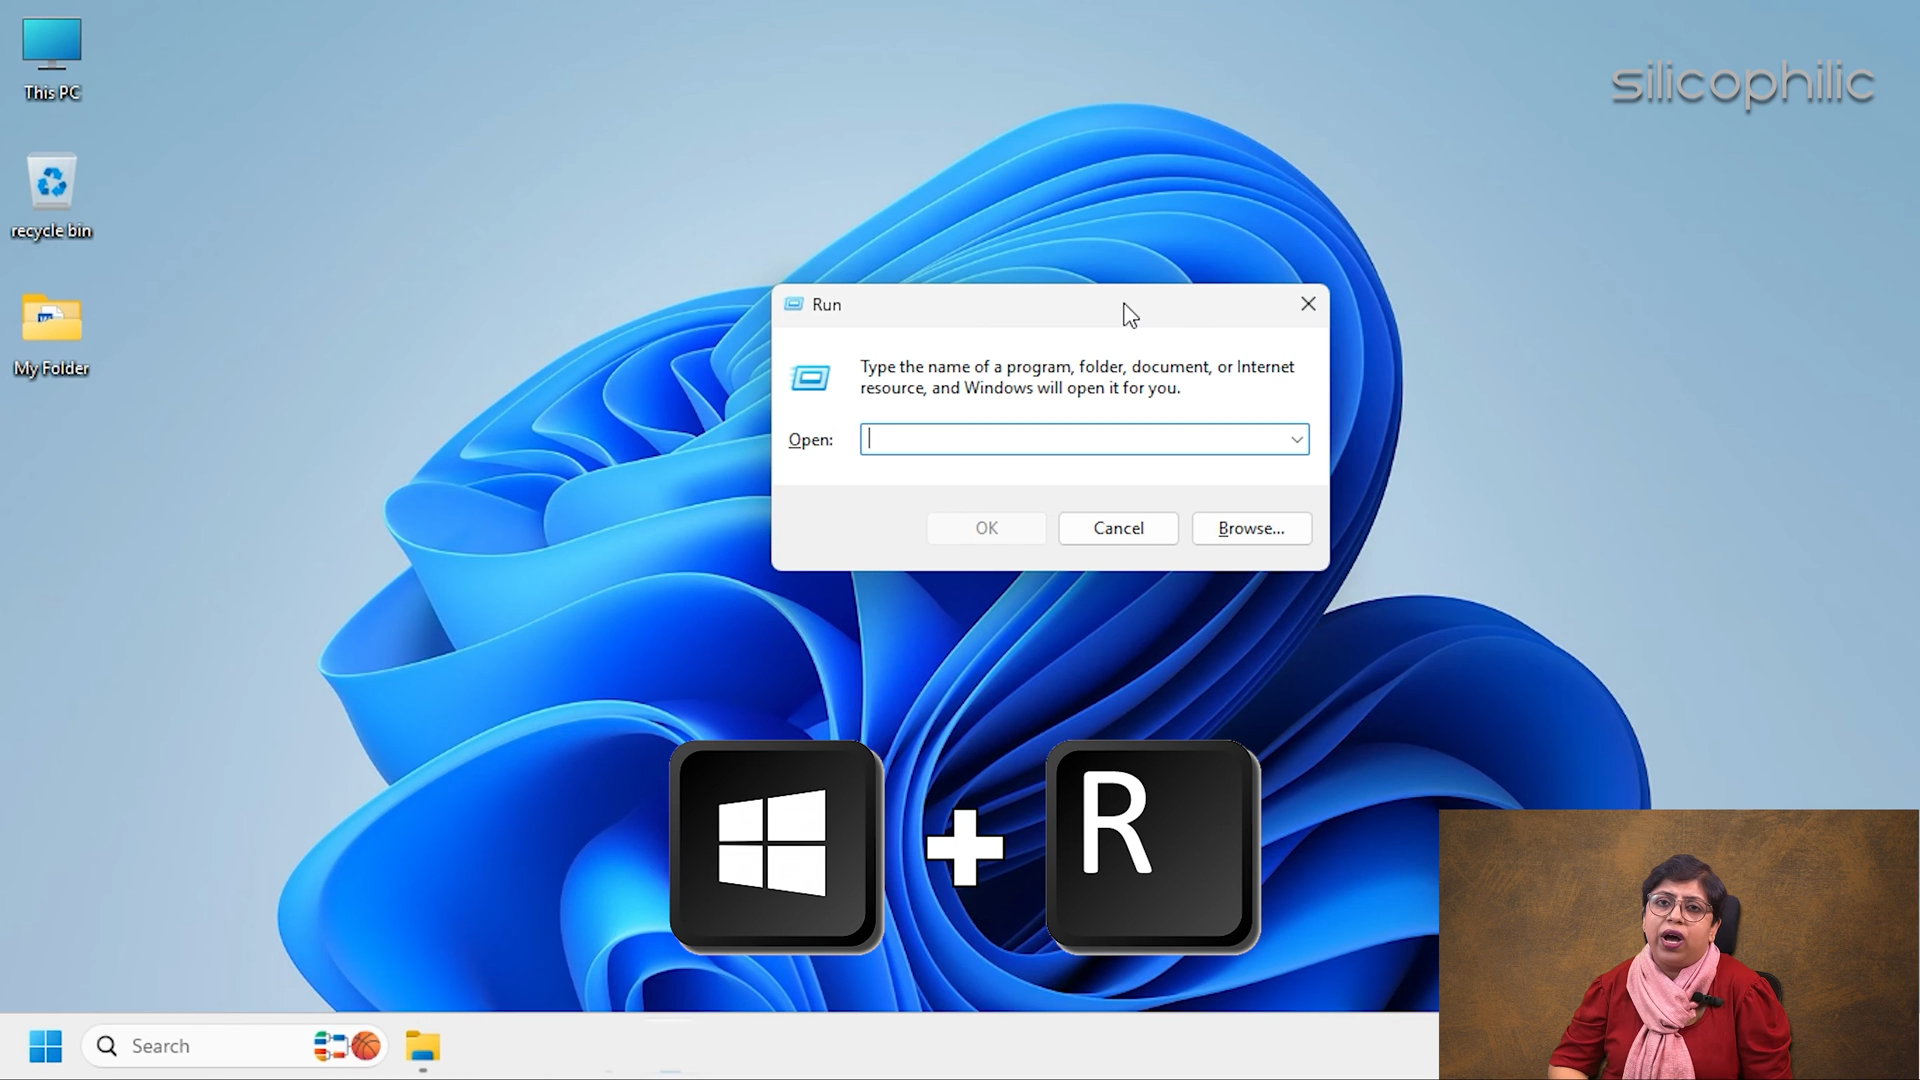 This PC
recycle bin
My Folder
silicophilic
Run
Type the name of a program, folder, document, or Internet
resource, and Windows will open it for you.
Open:
OK
Cancel
Browse...
R
Search